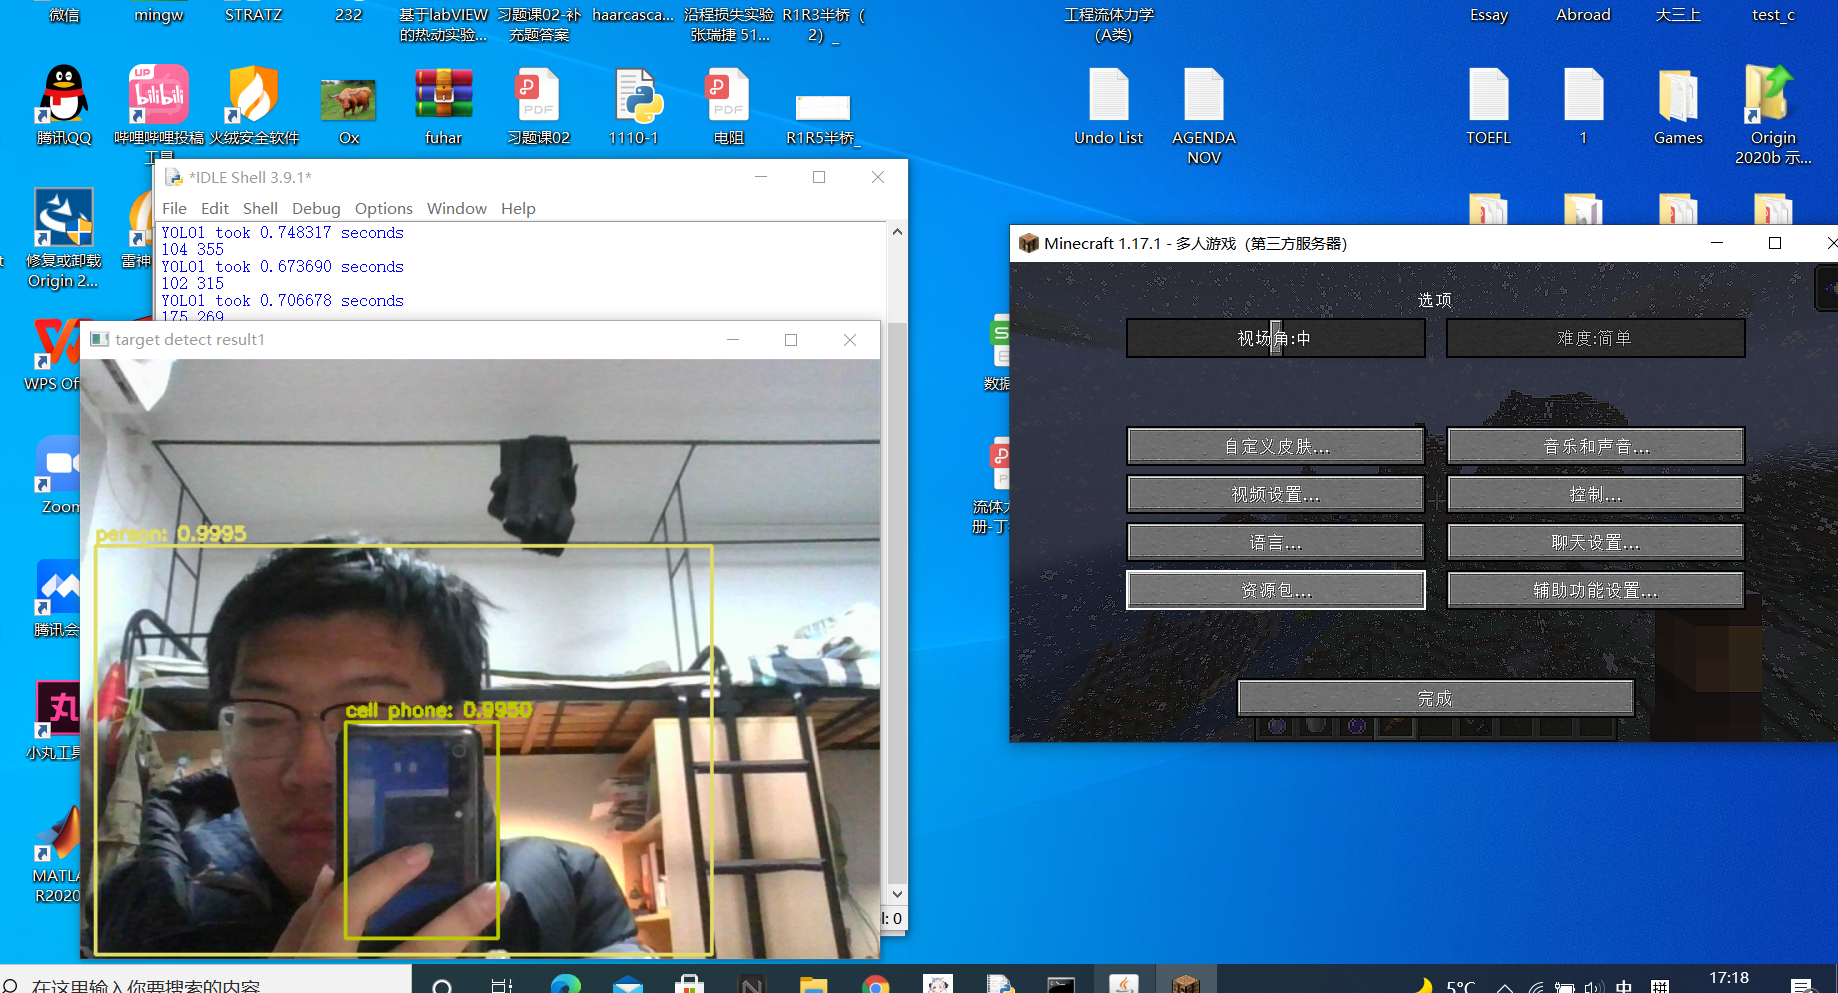 微信
mingw
STRATZ
232
基于labVIEW
的热动实验...
习题课02-补
充题答案
haarcasca...
沿程损失实验
张瑞捷 51...
R1R3半桥（
2）_
工程流体力学
(A类)
Essay
Abroad
大三上
test_c
腾讯QQ
哔哩哔哩投稿
工具
火绒安全软件
Ox
fuhar
习题课02
1110-1
电阻
R1R5半桥_
Undo List
AGENDA
NOV
TOEFL
1
Games
Origin
2020b 示...
UP
bilibili
PDF
PDF
*IDLE Shell 3.9.1*
File Edit Shell Debug Options Window Help
YOLO1 took 0.748317 seconds
104 355
YOLO1 took 0.673690 seconds
102 315
YOLO1 took 0.706678 seconds
175 269
修复或卸载
Origin 2...
雷神
WPS Of
Zoom
腾讯会
小丸工具
MATLA
R2020
target detect result1
person: 0.9995
cell phone: 0.9950
l: 0
数据
流体
册-丁
Minecraft 1.17.1 - 多人游戏（第三方服务器）
选项
视场角:中
难度:简单
自定义皮肤...
音乐和声音...
视频设置...
控制...
语言...
聊天设置...
资源包...
辅助功能设置...
完成
在这里输入你要搜索的内容
5°C
中
拼
17:18